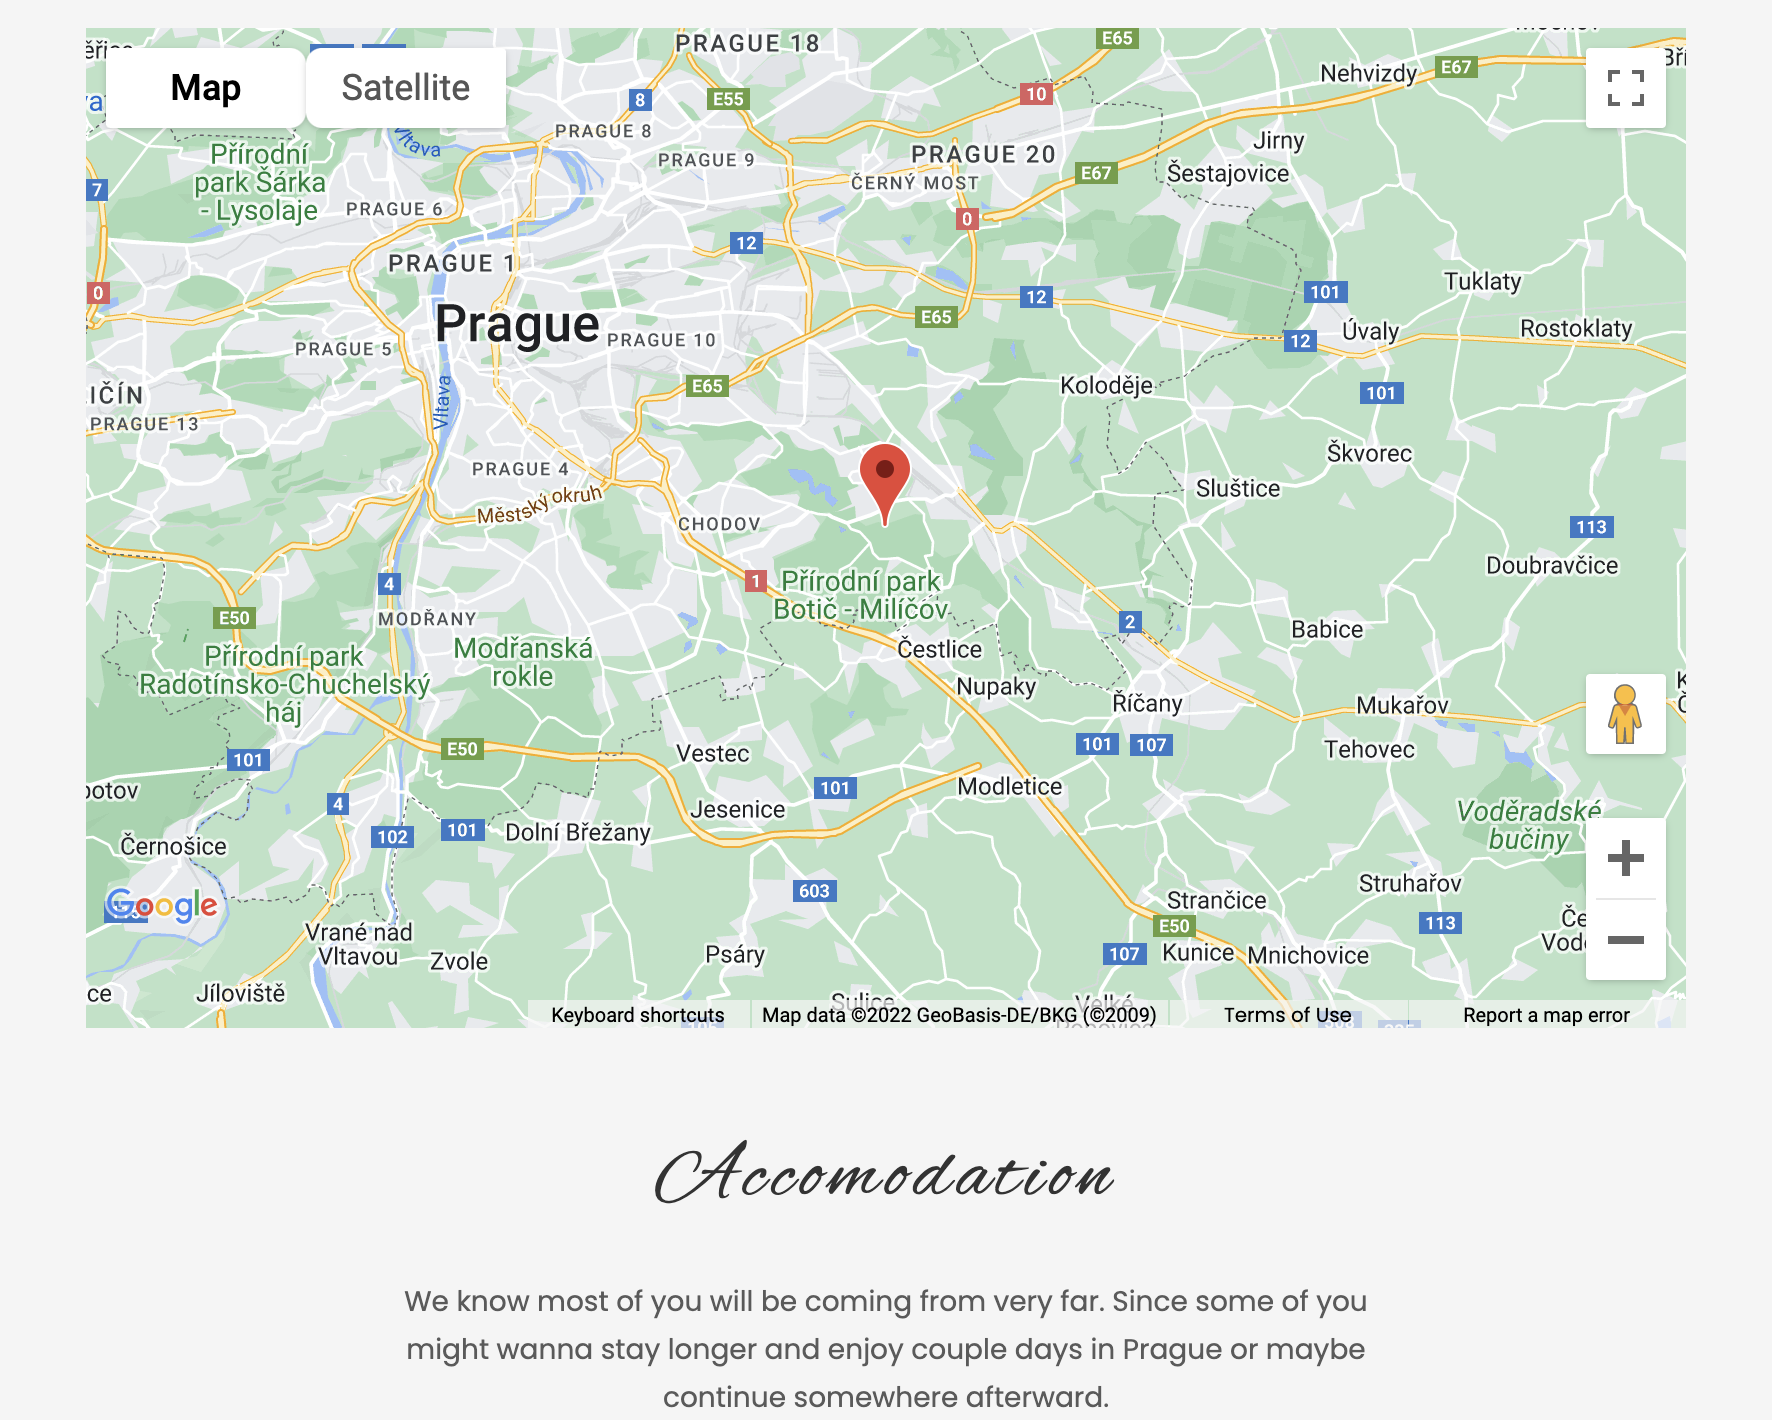 PRAGUE 18
E65
Map
Satellite
Nehvizdy
E67
8
E55
10
PRAGUE 8
Vltava
PRAGUE 9
PRAGUE 20
Jirny
Přírodní
park Šárka
- Lysolaje
7
ČERNÝ MOST
E67
Šestajovice
PRAGUE 6
0
12
PRAGUE 1
0
12
101
Tuklaty
Prague
E65
PRAGUE 10
12
Úvaly
Rostoklaty
PRAGUE 5
E65
Koloděje
101
IČÍN
Vltava
PRAGUE 13
PRAGUE 4
Škvorec
Městský okruh
Sluštice
CHODOV
113
Doubravčice
4
1
Přírodní park
Botič - Milíčov
E50
MODŘANY
2
Babice
Modřanská
rokle
Přírodní park
Radotínsko-Chuchelský
háj
Čestlice
Nupaky
Říčany
Mukařov
E50
101
107
Tehovec
Vestec
101
potov
101
Modletice
4
Jesenice
Voděradské
bučiny
102
101
Dolní Břežany
Černošice
603
Struhařov
Strančice
Google
E50
113
Vrané nad
Vltavou
Zvole
Psáry
107
Kunice
Mnichovice
ce
Jíloviště
Sulice
Velké
Keyboard shortcuts
Map data ©2022 GeoBasis-DE/BKG (©2009)
Terms of Use
Report a map error
Accomodation
We know most of you will be coming from very far. Since some of you
might wanna stay longer and enjoy couple days in Prague or maybe
continue somewhere afterward.